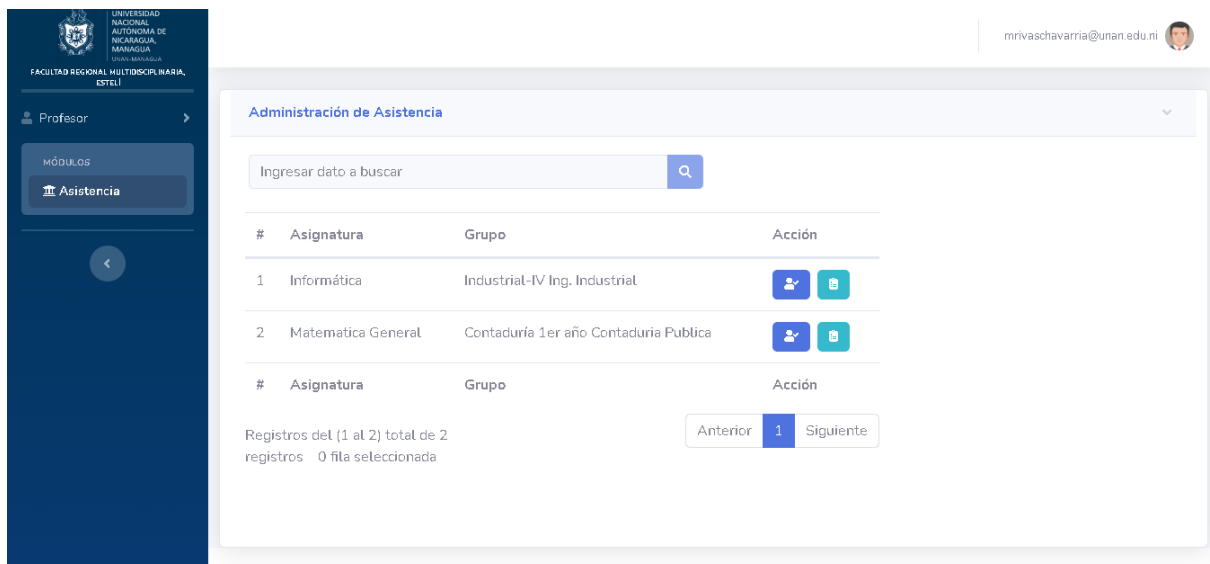 UNIVERSIDAD
NACIONAL
AUTÓNOMA DE
NICARAGUA,
MANAGUA
UNAN-MANAGUA
FACULTAD REGIONAL MULTIDISCIPLINARIA,
ESTELÍ
Profesor
MÓDULOS
Asistencia
mrivaschavarria@unan.edu.ni
Administración de Asistencia
Ingresar dato a buscar
# Asignatura Grupo Acción
1 Informática Industrial-IV Ing. Industrial
2 Matematica General Contaduría 1er año Contaduria Publica
# Asignatura Grupo Acción
Registros del (1 al 2) total de 2
registros 0 fila seleccionada
Anterior 1 Siguiente